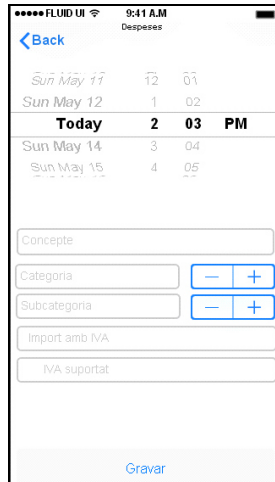 FLUID UI 9:41 A.M
Despeses
Back
Sun May 11 12 01
Sun May 12 1 02
Today 2 03 PM
Sun May 14 3 04
Sun May 15 4 05
Concepte
Categoria
Subcategoria
Import amb IVA
IVA suportat
Gravar